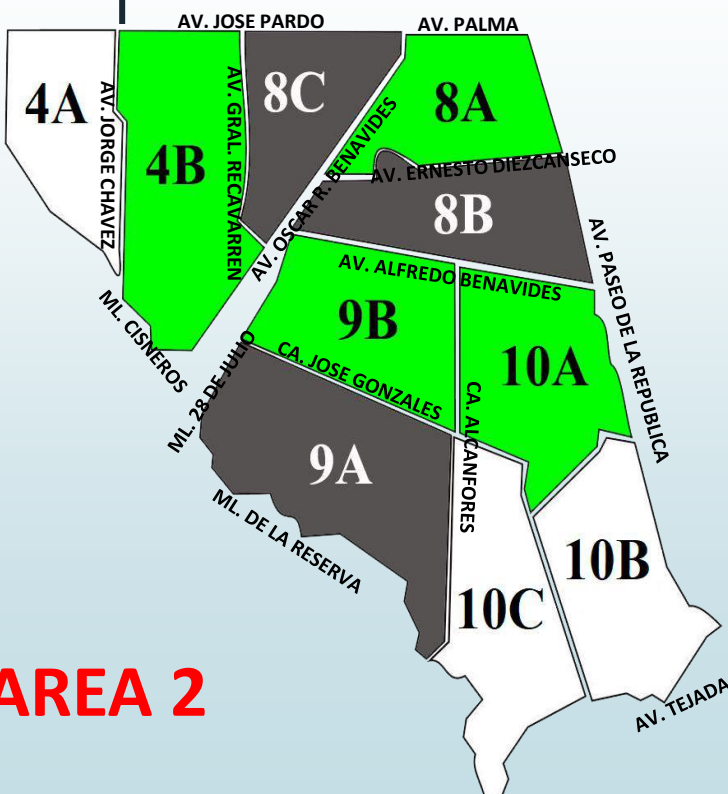 AV. JOSE PARDO
AV. PALMA
4A
AV. JORGE CHAVEZ
4B
AV. GRAL. RECAVARREN
8C
AV. OSCAR R. BENAVIDES
8A
AV. ERNESTO DIEZCANSECO
8B
AV. PASEO DE LA REPUBLICA
AV. ALFREDO BENAVIDES
9B
10A
ML. CISNEROS
ML. 28 DE JULIO
CA. JOSE GONZALES
CA. ALCANFORES
9A
ML. DE LA RESERVA
10B
10C
AREA 2
AV. TEJADA